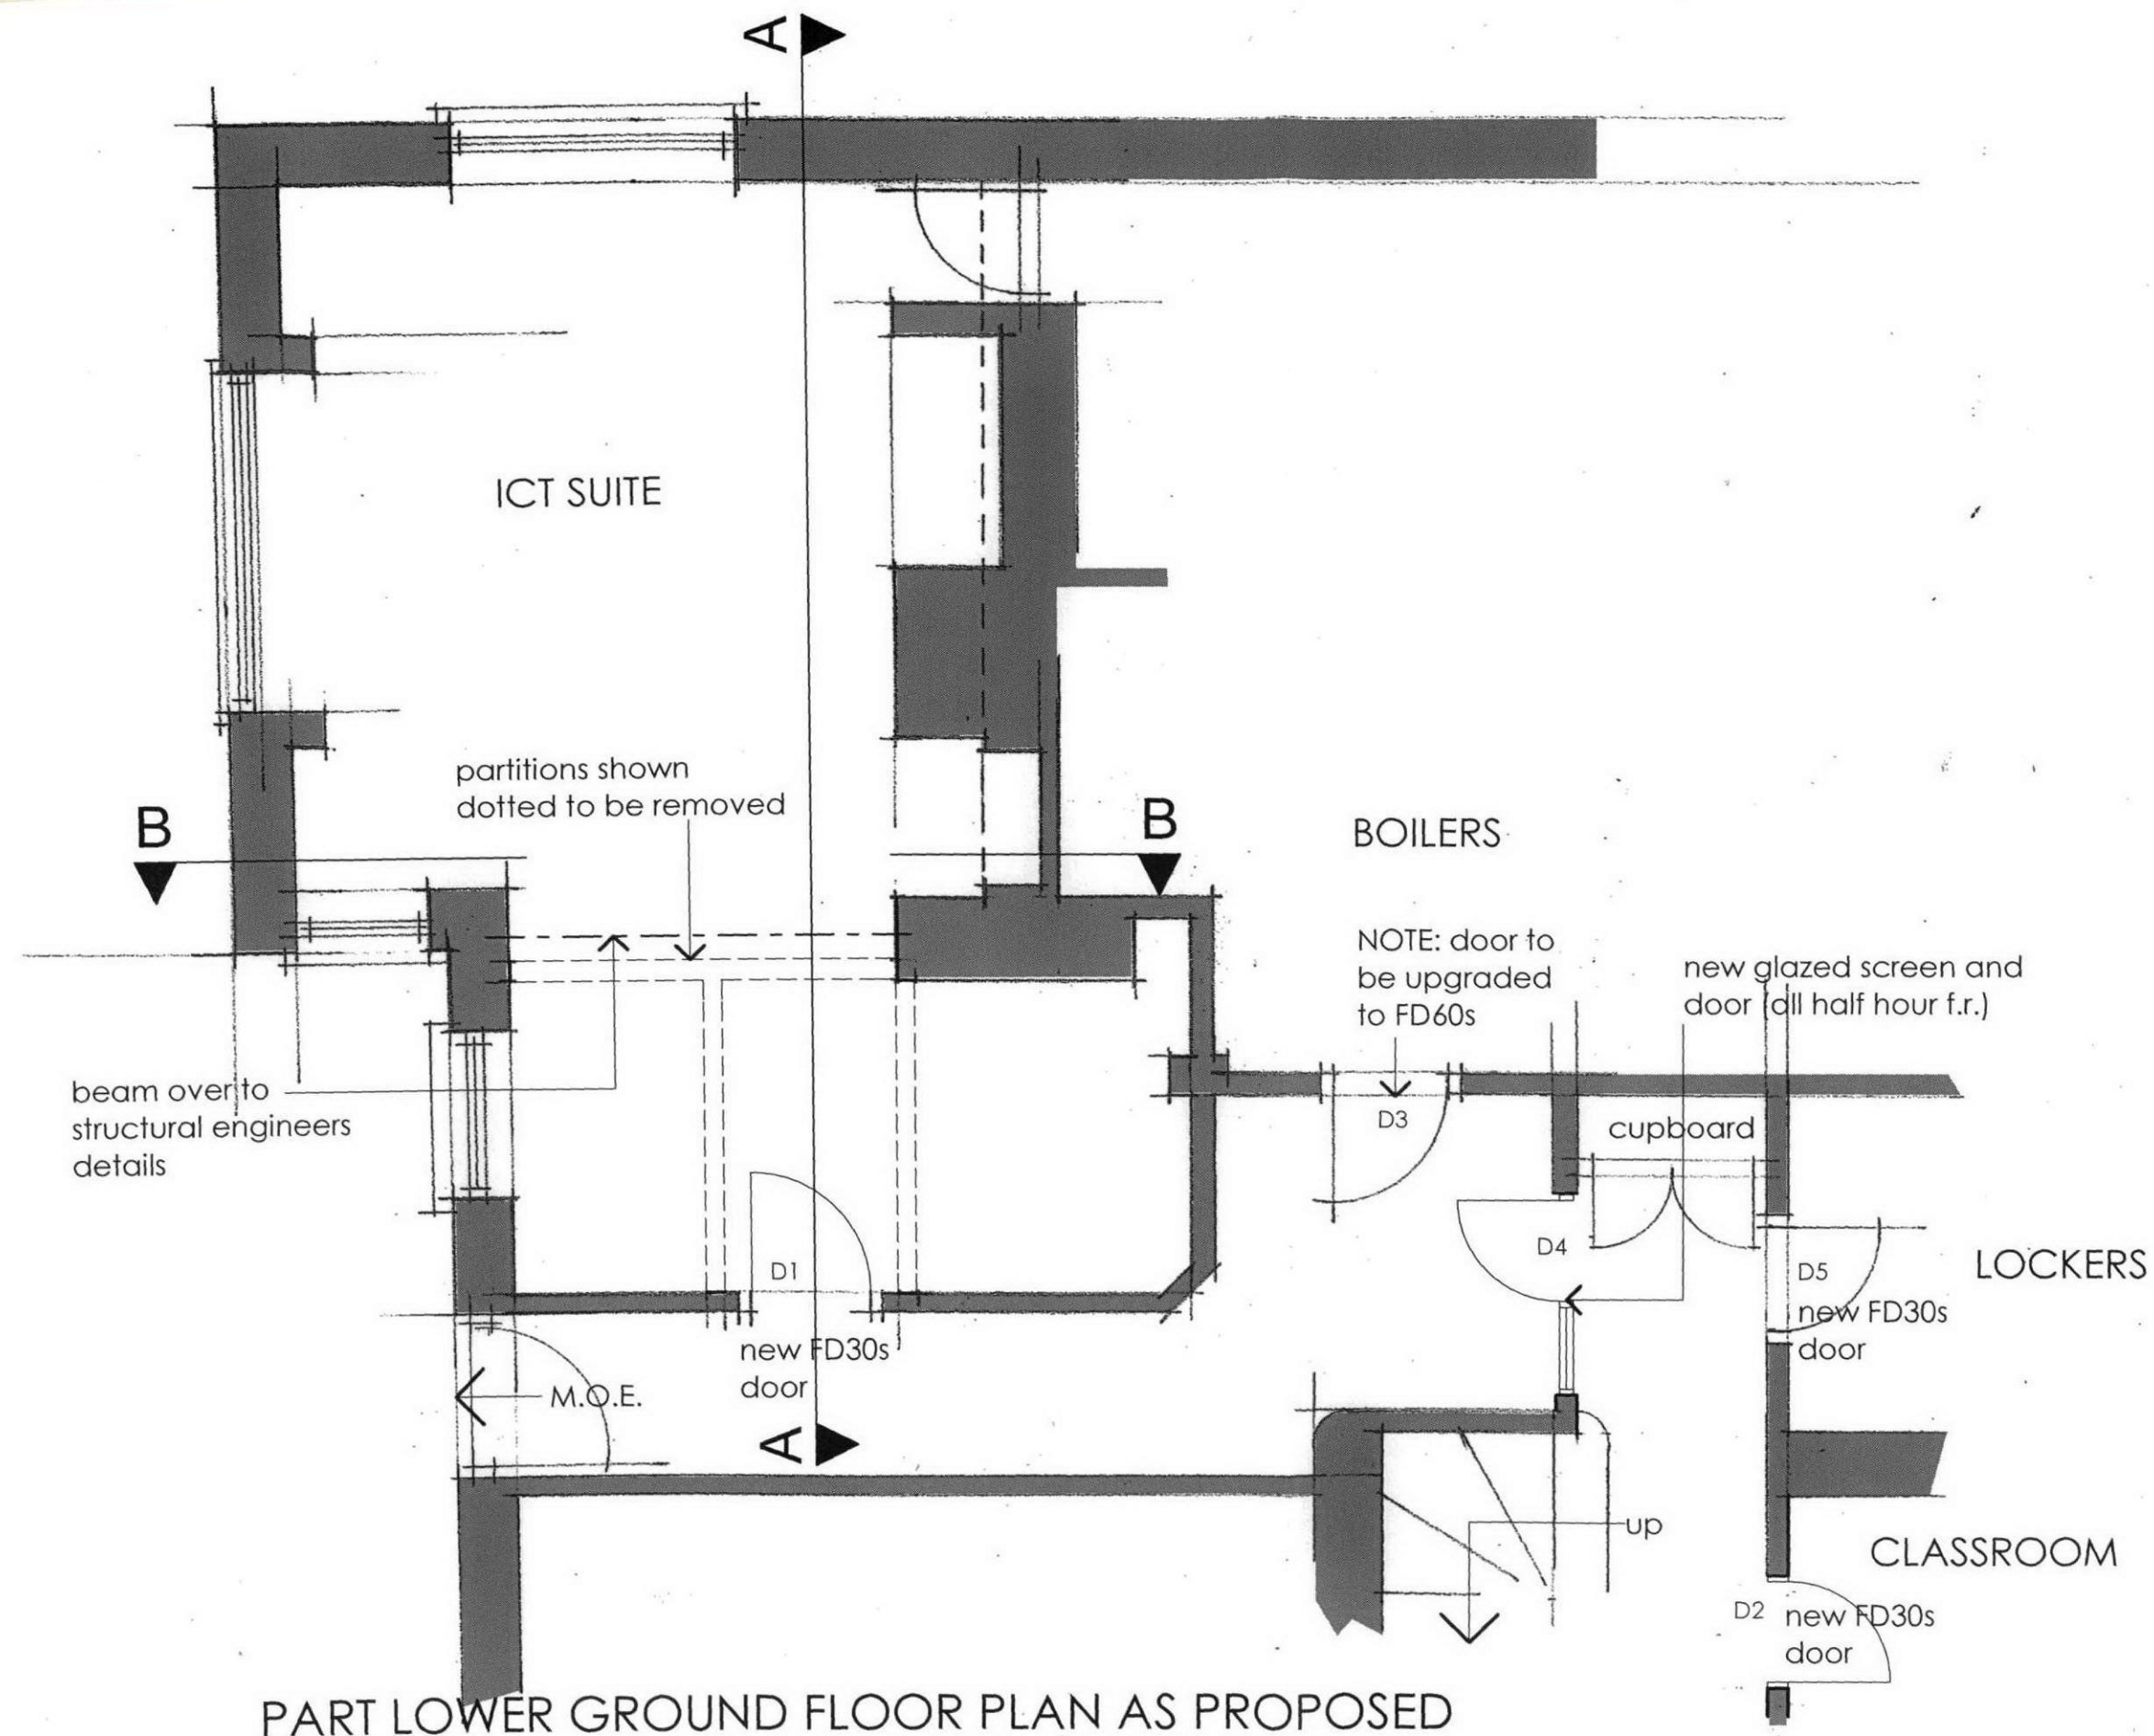 A
ICT SUITE
partitions shown
dotted to be removed
B
B
BOILERS
NOTE: door to
be upgraded
to FD60s
new glazed screen and
door (all half hour f.r.)
beam over to
structural engineers
details
D3
cupboard
D4
D5
new FD30s
door
LOCKERS
D1
new FD30s
door
M.O.E.
A
up
CLASSROOM
D2
new FD30s
door
PART LOWER GROUND FLOOR PLAN AS PROPOSED